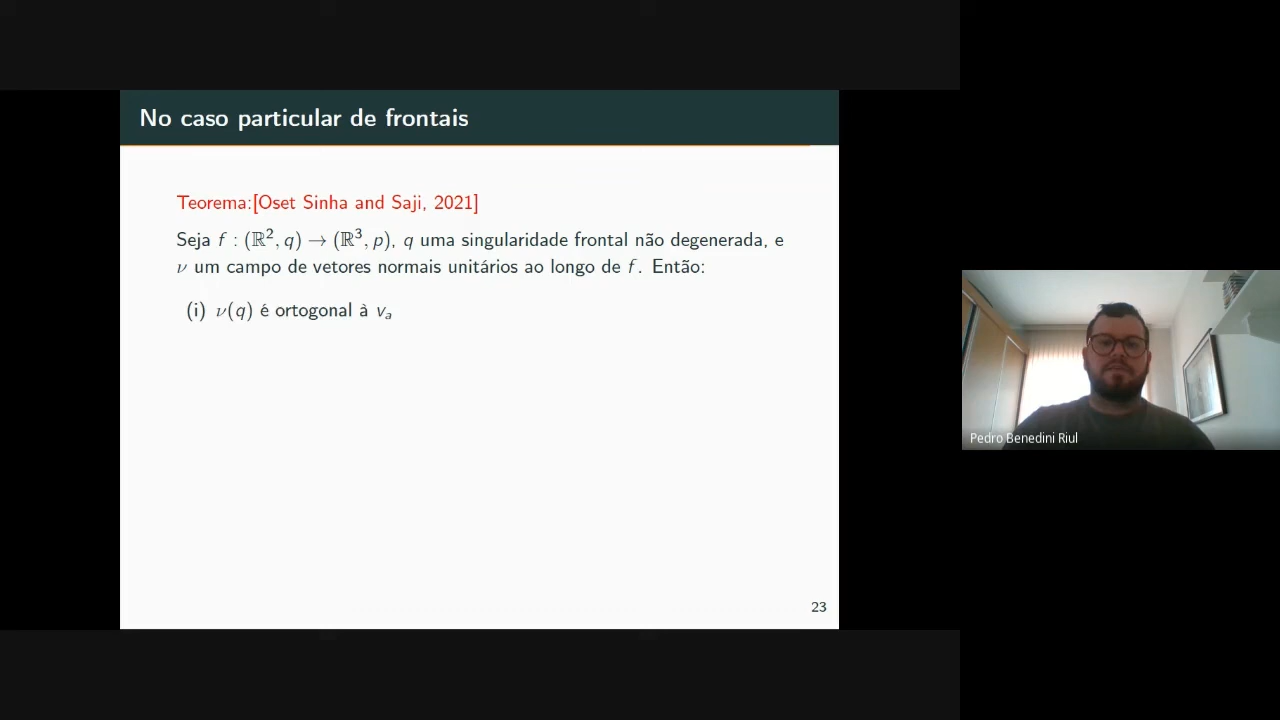 No caso particular de frontais
Teorema:[Oset Sinha and Saji, 2021]
Seja f : (ℝ², q) → (ℝ³, p), q uma singularidade frontal não degenerada, e
ν um campo de vetores normais unitários ao longo de f. Então:
(i) ν(q) é ortogonal à vₐ
23
Pedro Benedini Riul